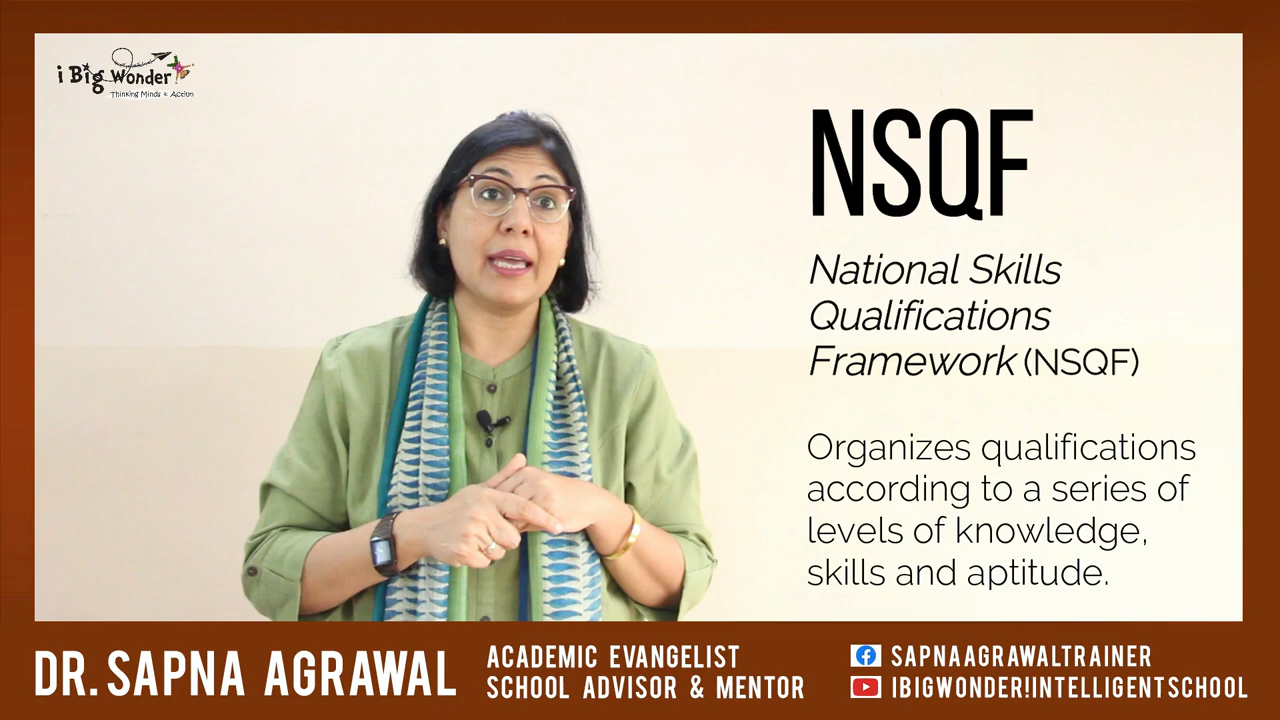 i Big Wonder!
Thinking Minds & Action
NSQF
National Skills
Qualifications
Framework (NSQF)
Organizes qualifications
according to a series of
levels of knowledge,
skills and aptitude.
DR. SAPNA AGRAWAL
ACADEMIC EVANGELIST
SCHOOL ADVISOR & MENTOR
SAPNAAGRAWALTRAINER
IBIGWONDER!INTELLIGENTSCHOOL